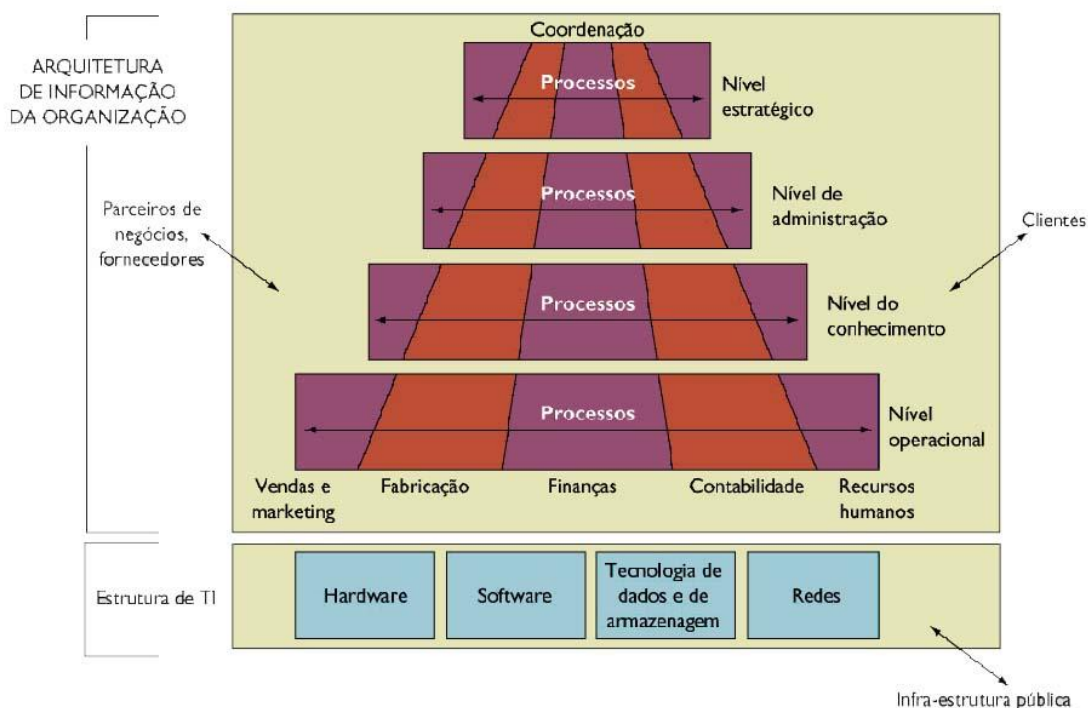 ARQUITETURA
DE INFORMAÇÃO
DA ORGANIZAÇÃO
Coordenação
Processos
Nível
estratégico
Processos
Nível de
administração
Parceiros de
negócios,
fornecedores
Clientes
Processos
Nível do
conhecimento
Processos
Nível
operacional
Vendas e
marketing
Fabricação
Finanças
Contabilidade
Recursos
humanos
Estrutura de TI
Hardware
Software
Tecnologia de
dados e de
armazenagem
Redes
Infra-estrutura pública